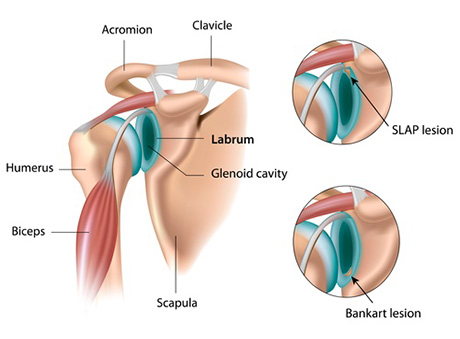 Acromion
Clavicle
Labrum
Glenoid cavity
Humerus
Biceps
Scapula
SLAP lesion
Bankart lesion